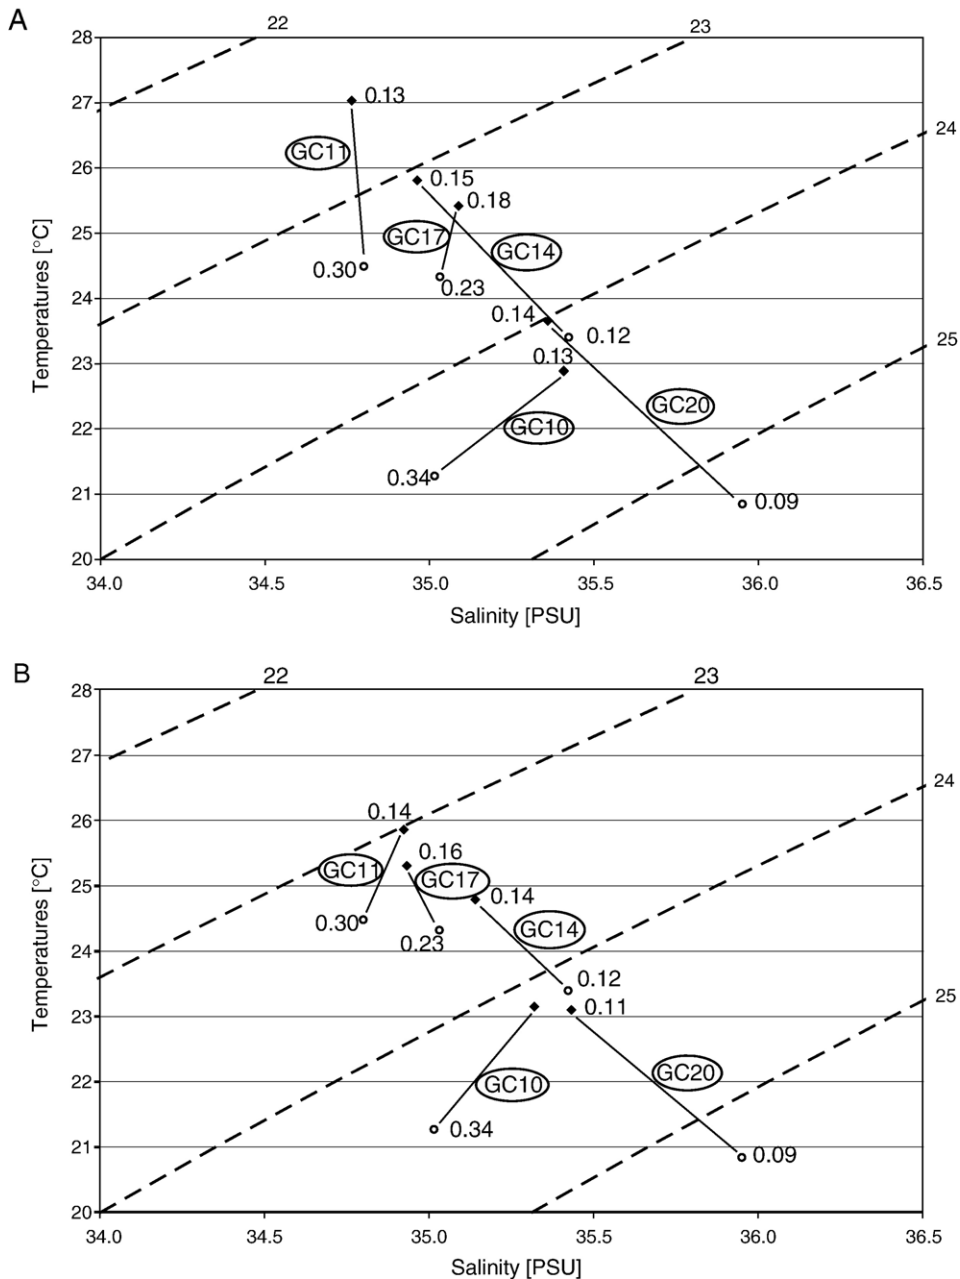 A
22
23
28
27
0.13
24
26
GC11
0.15
0.18
25
GC17
GC14
0.30
0.23
24
0.14
0.12
25
0.13
23
GC20
22
GC10
0.34
21
0.09
20
34.0 34.5 35.0 35.5 36.0 36.5
Temperatures [°C]
Salinity [PSU]
B
22
23
28
27
24
26
0.14
0.16
GC11
GC17
25
0.14
0.30
0.23
GC14
24
0.12
25
0.11
23
GC20
22
GC10
0.34
21
0.09
20
34.0 34.5 35.0 35.5 36.0 36.5
Temperatures [°C]
Salinity [PSU]